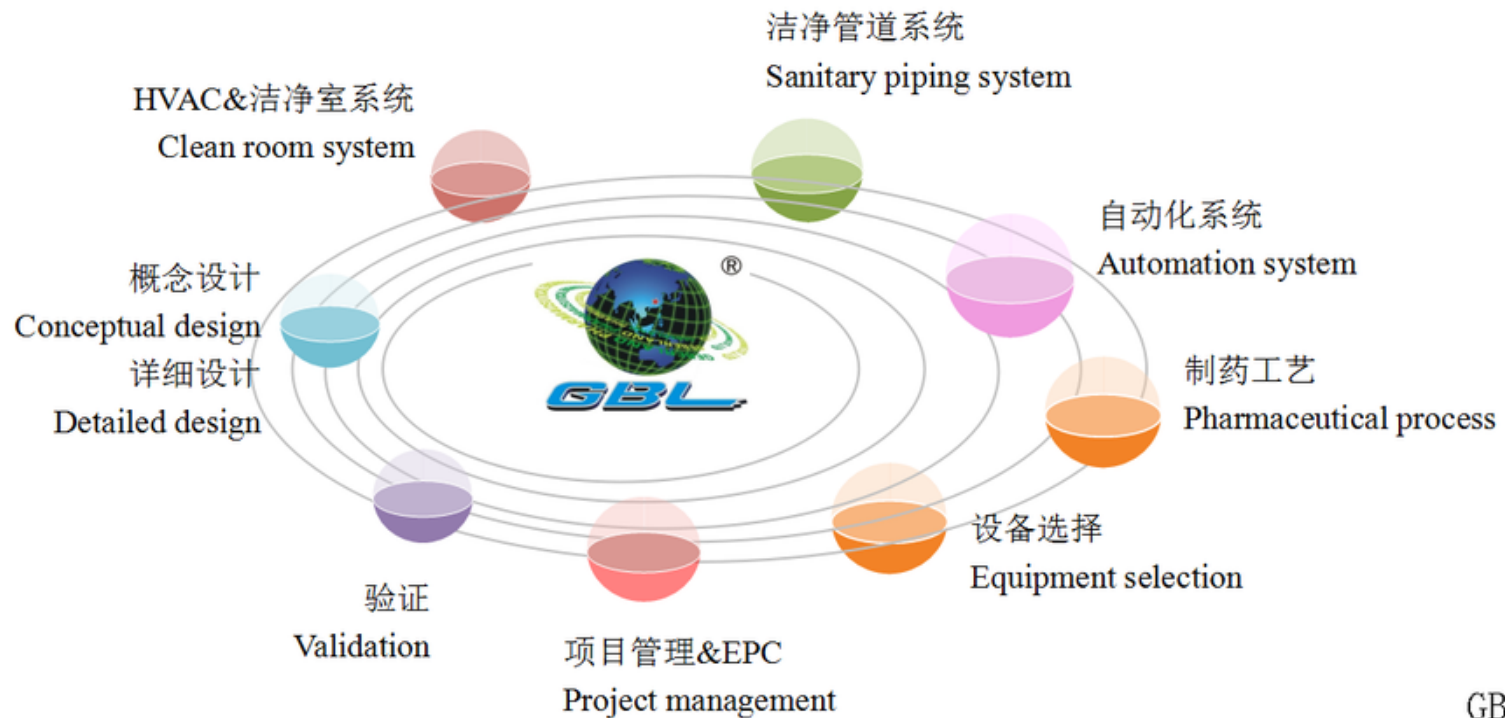 洁净管道系统
Sanitary piping system
HVAC&洁净室系统
Clean room system
自动化系统
Automation system
概念设计
Conceptual design
详细设计
Detailed design
®
GBL
制药工艺
Pharmaceutical process
设备选择
Equipment selection
验证
Validation
项目管理&EPC
Project management
GB